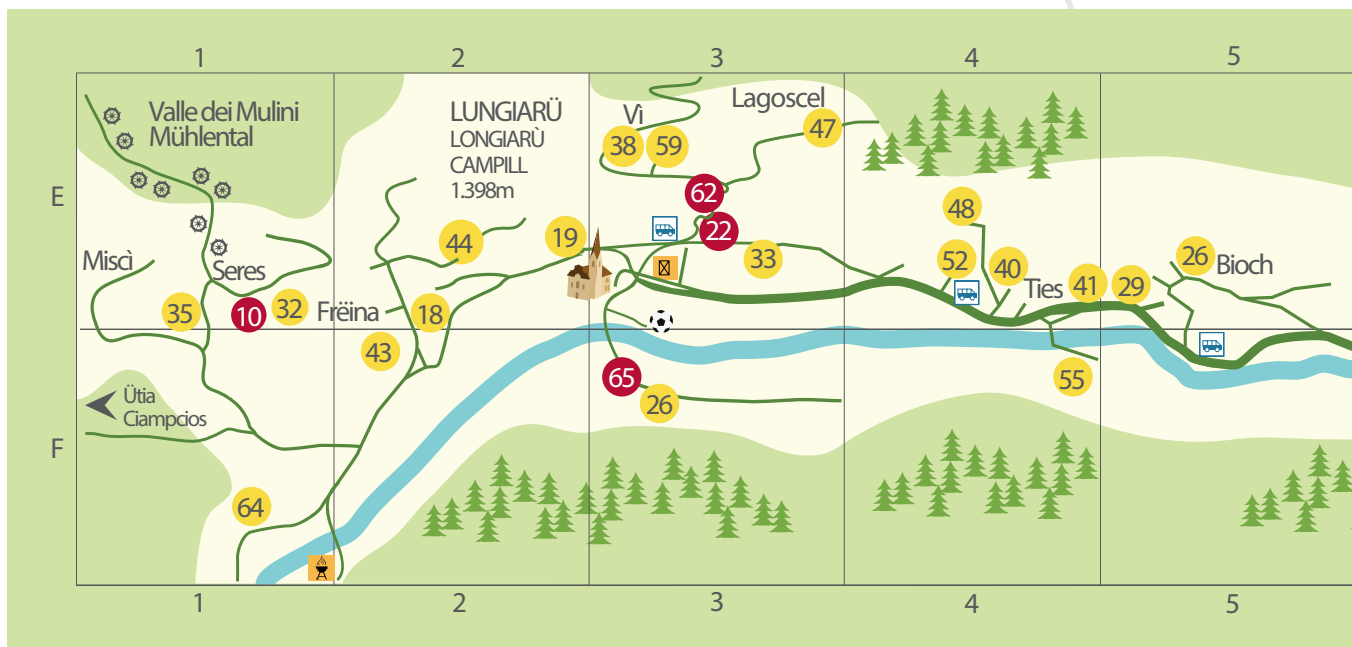 1 2 3 4 5
Valle dei Mulini
Mühlental
LUNGIARÜ
LONGIARÙ
CAMPILL
1.398m
Vì
Lagoscel
47
38 59
E
62
48
22
44
19
33
52
40
26 Bioch
Miscì
Seres
Ties
41 29
35
10
32
Frëina
18
43
65
26
55
Ütia
Ciampcios
F
64
1 2 3 4 5